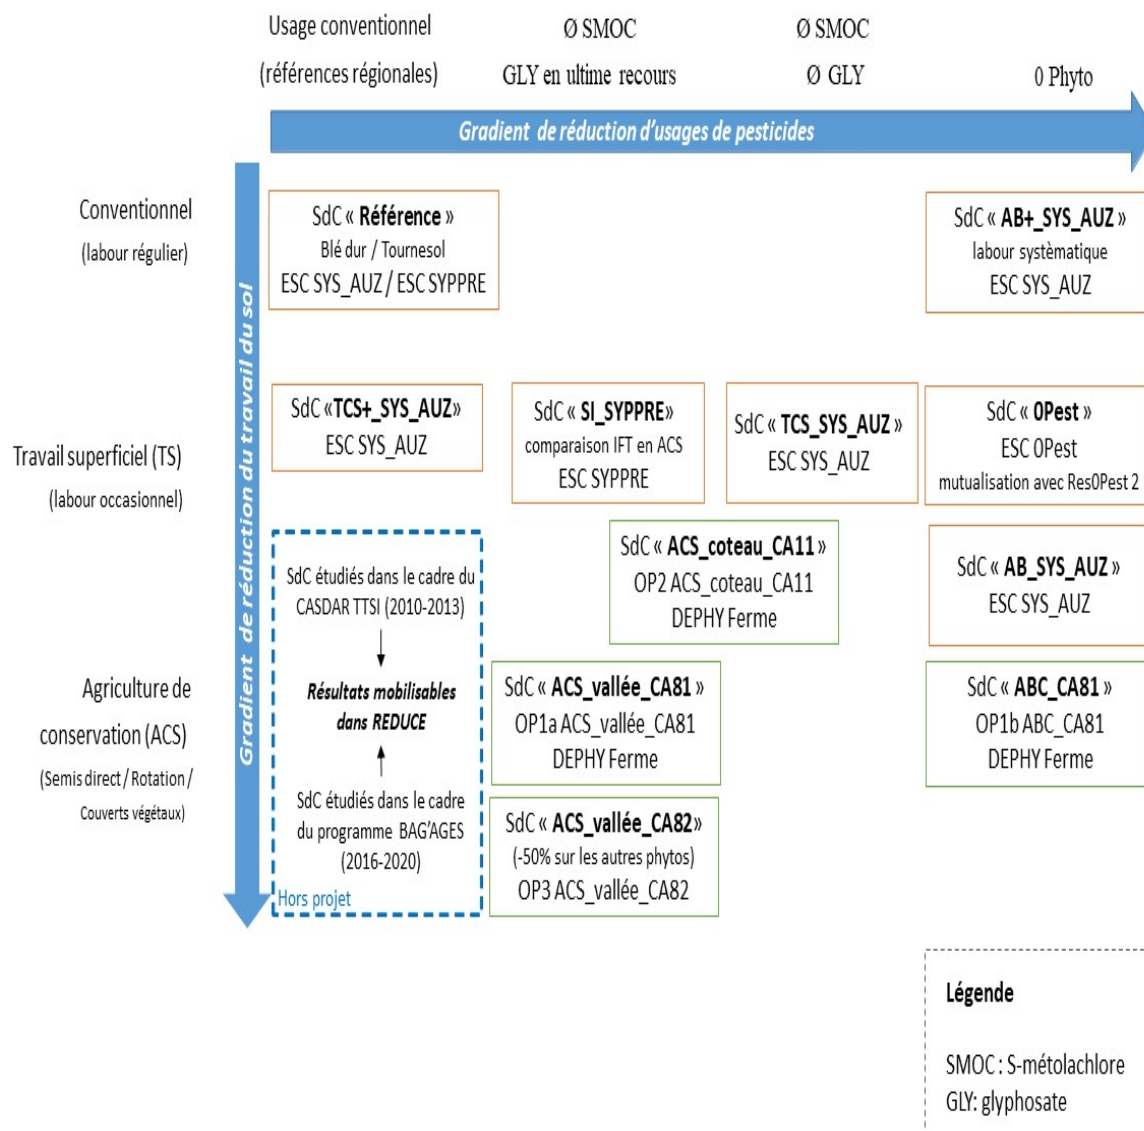 Usage conventionnel
(références régionales)
Ø SMOC
GLY en ultime recours
Ø SMOC
Ø GLY
0 Phyto
Gradient de réduction d'usages de pesticides
Gradient de réduction du travail du sol
Conventionnel
(labour régulier)
SdC « Référence »
Blé dur / Tournesol
ESC SYS_AUZ / ESC SYPPRE
SdC « AB+_SYS_AUZ »
labour systèmatique
ESC SYS_AUZ
Travail superficiel (TS)
(labour occasionnel)
SdC «TCS+_SYS_AUZ»
ESC SYS_AUZ
SdC « SI_SYPPRE»
comparaison IFT en ACS
ESC SYPPRE
SdC « TCS_SYS_AUZ »
ESC SYS_AUZ
SdC « 0Pest »
ESC 0Pest
mutualisation avec Res0Pest 2
SdC « ACS_coteau_CA11 »
OP2 ACS_coteau_CA11
DEPHY Ferme
SdC « AB_SYS_AUZ »
ESC SYS_AUZ
Agriculture de
conservation (ACS)
(Semis direct / Rotation /
Couverts végétaux)
SdC étudiés dans le cadre du
CASDAR TTSI (2010-2013)
Résultats mobilisables
dans REDUCE
SdC étudiés dans le cadre
du programme BAG'AGES
(2016-2020)
Hors projet
SdC « ACS_vallée_CA81 »
OP1a ACS_vallée_CA81
DEPHY Ferme
SdC « ABC_CA81 »
OP1b ABC_CA81
DEPHY Ferme
SdC « ACS_vallée_CA82»
(-50% sur les autres phytos)
OP3 ACS_vallée_CA82
Légende
SMOC : S-métolachlore
GLY: glyphosate